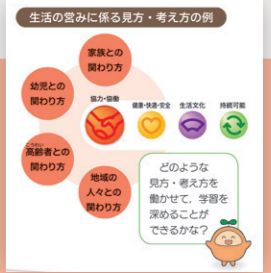 生活の営みに係る見方・考え方の例
家族との
関わり方
幼児との
関わり方
協力・協働
健康・快適・安全
生活文化
持続可能
こうれい
高齢者との
関わり方
地域の
人々との
関わり方
どのような
見方・考え方を
働かせて，学習を
深めることが
できるかな？